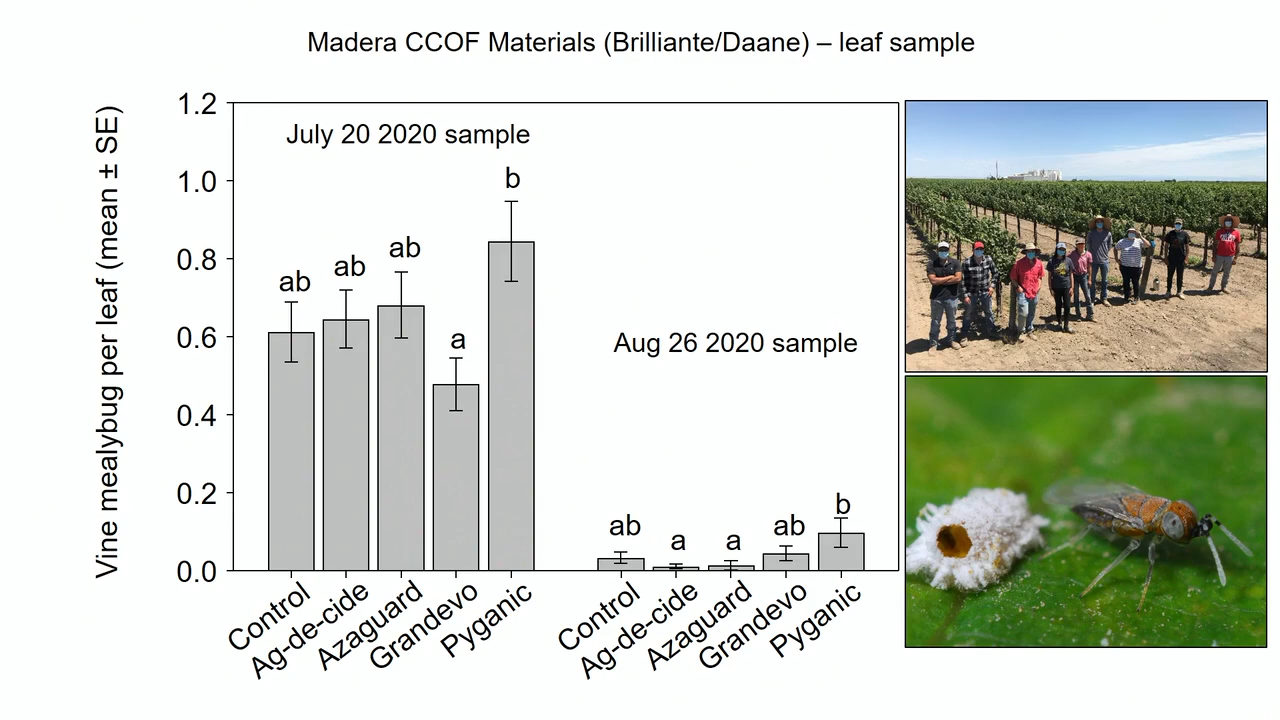 Madera CCOF Materials (Brilliante/Daane) – leaf sample
Vine mealybug per leaf (mean ± SE)
1.2
1.0
0.8
0.6
0.4
0.2
0.0
July 20 2020 sample
ab
ab
ab
a
b
Aug 26 2020 sample
ab
a
a
ab
b
Control
Ag-de-cide
Azaguard
Grandevo
Pyganic
Control
Ag-de-cide
Azaguard
Grandevo
Pyganic